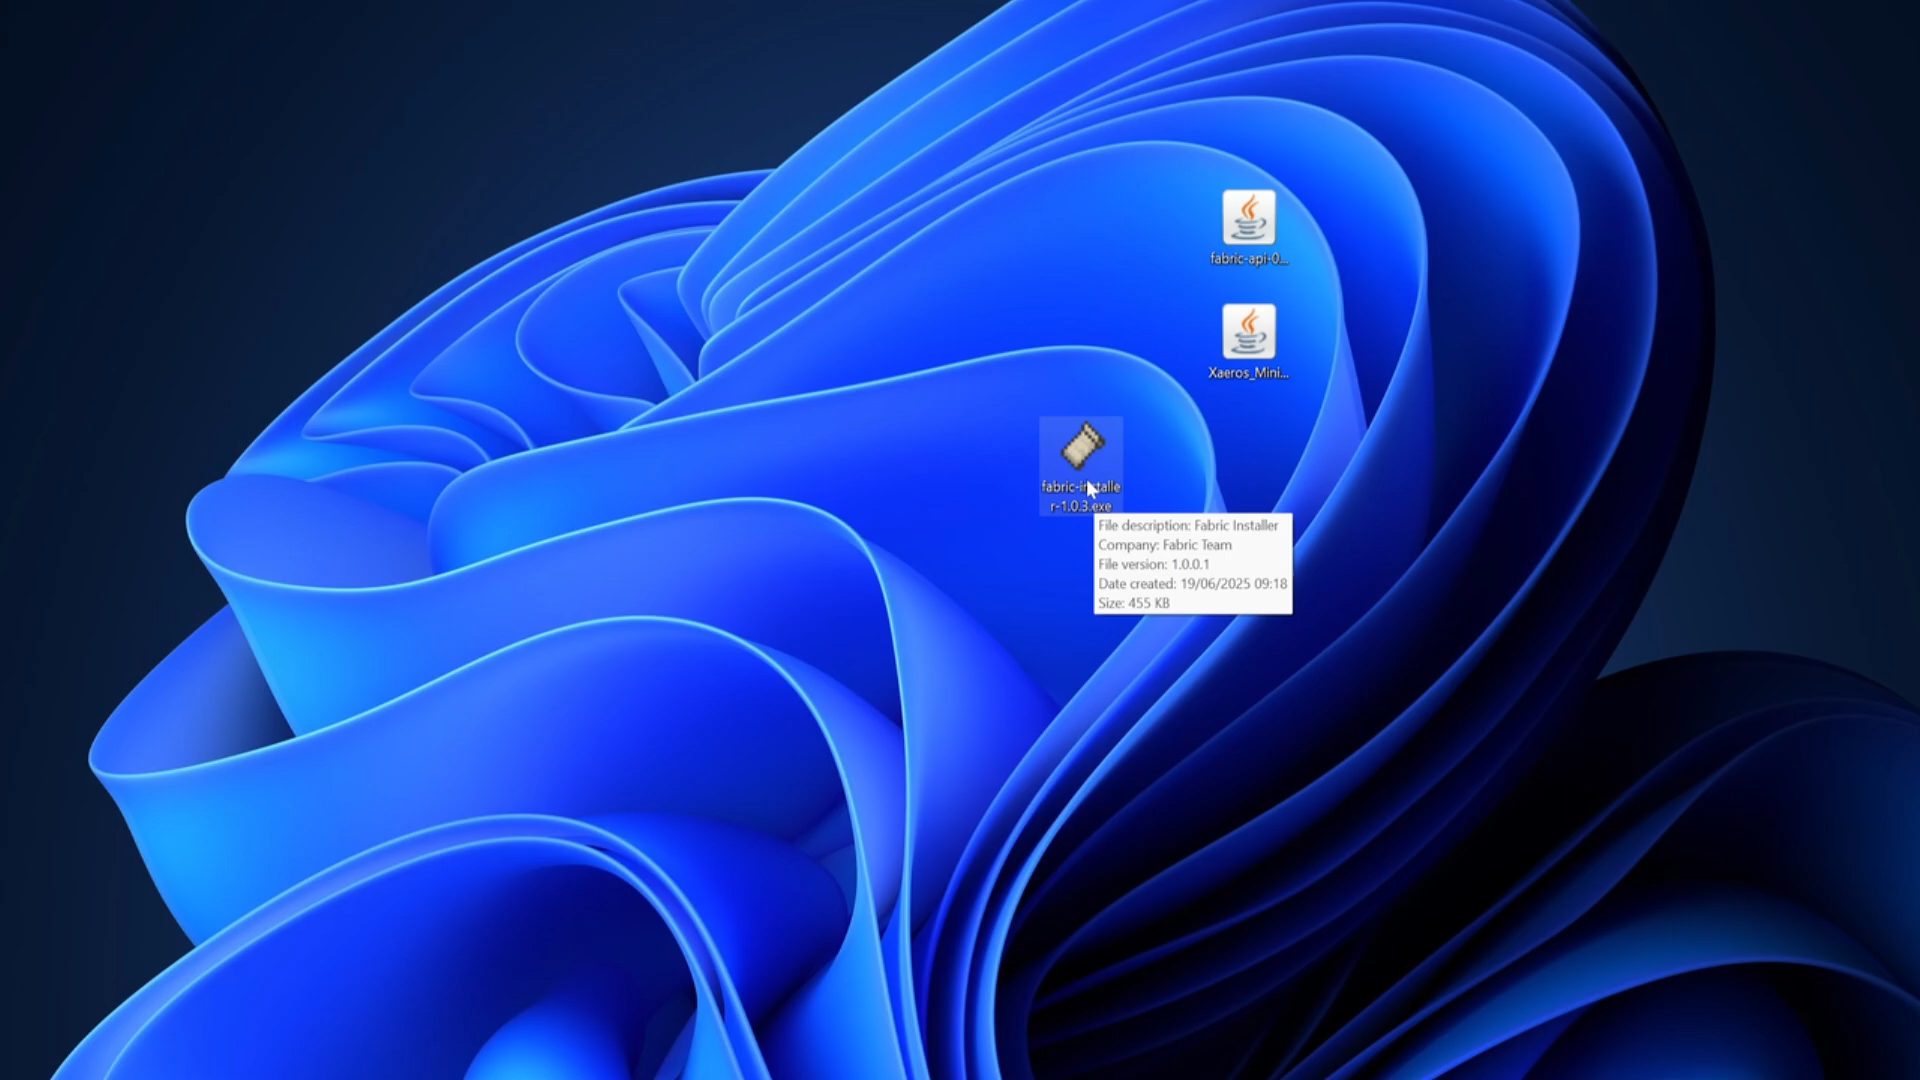 fabric-api-0...
Xaeros_Mini...
fabric-installe
r-1.0.3.exe
File description: Fabric Installer
Company: Fabric Team
File version: 1.0.0.1
Date created: 19/06/2025 09:18
Size: 455 KB